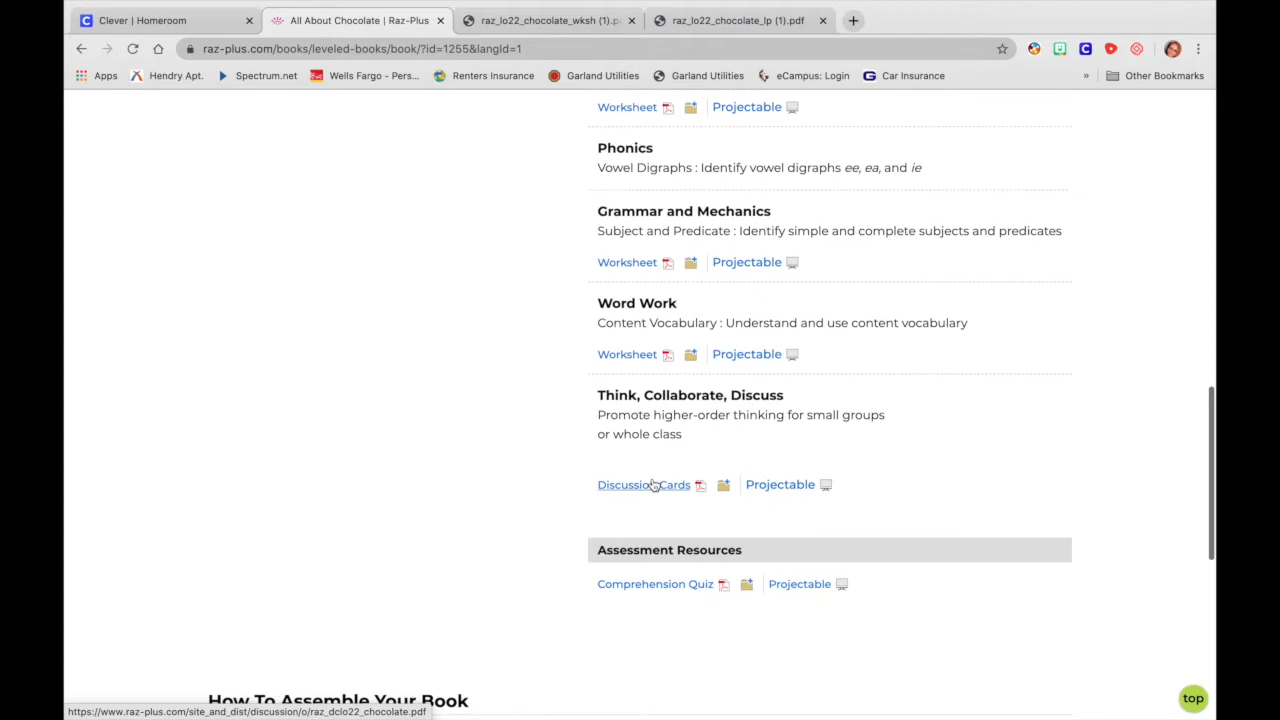 Clever | Homeroom
All About Chocolate | Raz-Plus
raz_lo22_chocolate_wksh (1).p
raz_lo22_chocolate_lp (1).pdf
raz-plus.com/books/leveled-books/book/?id=1255&langId=1
Apps
Hendry Apt.
Spectrum.net
Wells Fargo - Pers...
Renters Insurance
Garland Utilities
Garland Utilities
eCampus: Login
Car Insurance
»
Other Bookmarks
Worksheet Projectable
Phonics
Vowel Digraphs : Identify vowel digraphs ee, ea, and ie
Grammar and Mechanics
Subject and Predicate : Identify simple and complete subjects and predicates
Worksheet Projectable
Word Work
Content Vocabulary : Understand and use content vocabulary
Worksheet Projectable
Think, Collaborate, Discuss
Promote higher-order thinking for small groups
or whole class
Discussion Cards Projectable
Assessment Resources
Comprehension Quiz Projectable
How To Assemble Your Book
top
https://www.raz-plus.com/site_and_dist/discussion/o/raz_dclo22_chocolate.pdf